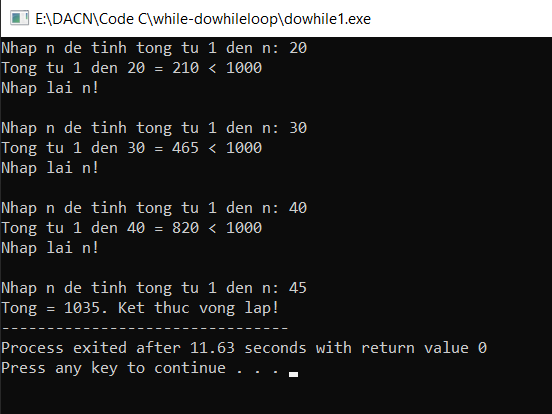 E:\DACN\Code C\while-dowhileloop\dowhile1.exe
Nhap n de tinh tong tu 1 den n: 20
Tong tu 1 den 20 = 210 < 1000
Nhap lai n!
Nhap n de tinh tong tu 1 den n: 30
Tong tu 1 den 30 = 465 < 1000
Nhap lai n!
Nhap n de tinh tong tu 1 den n: 40
Tong tu 1 den 40 = 820 < 1000
Nhap lai n!
Nhap n de tinh tong tu 1 den n: 45
Tong = 1035. Ket thuc vong lap!
--------------------------------
Process exited after 11.63 seconds with return value 0
Press any key to continue . . .